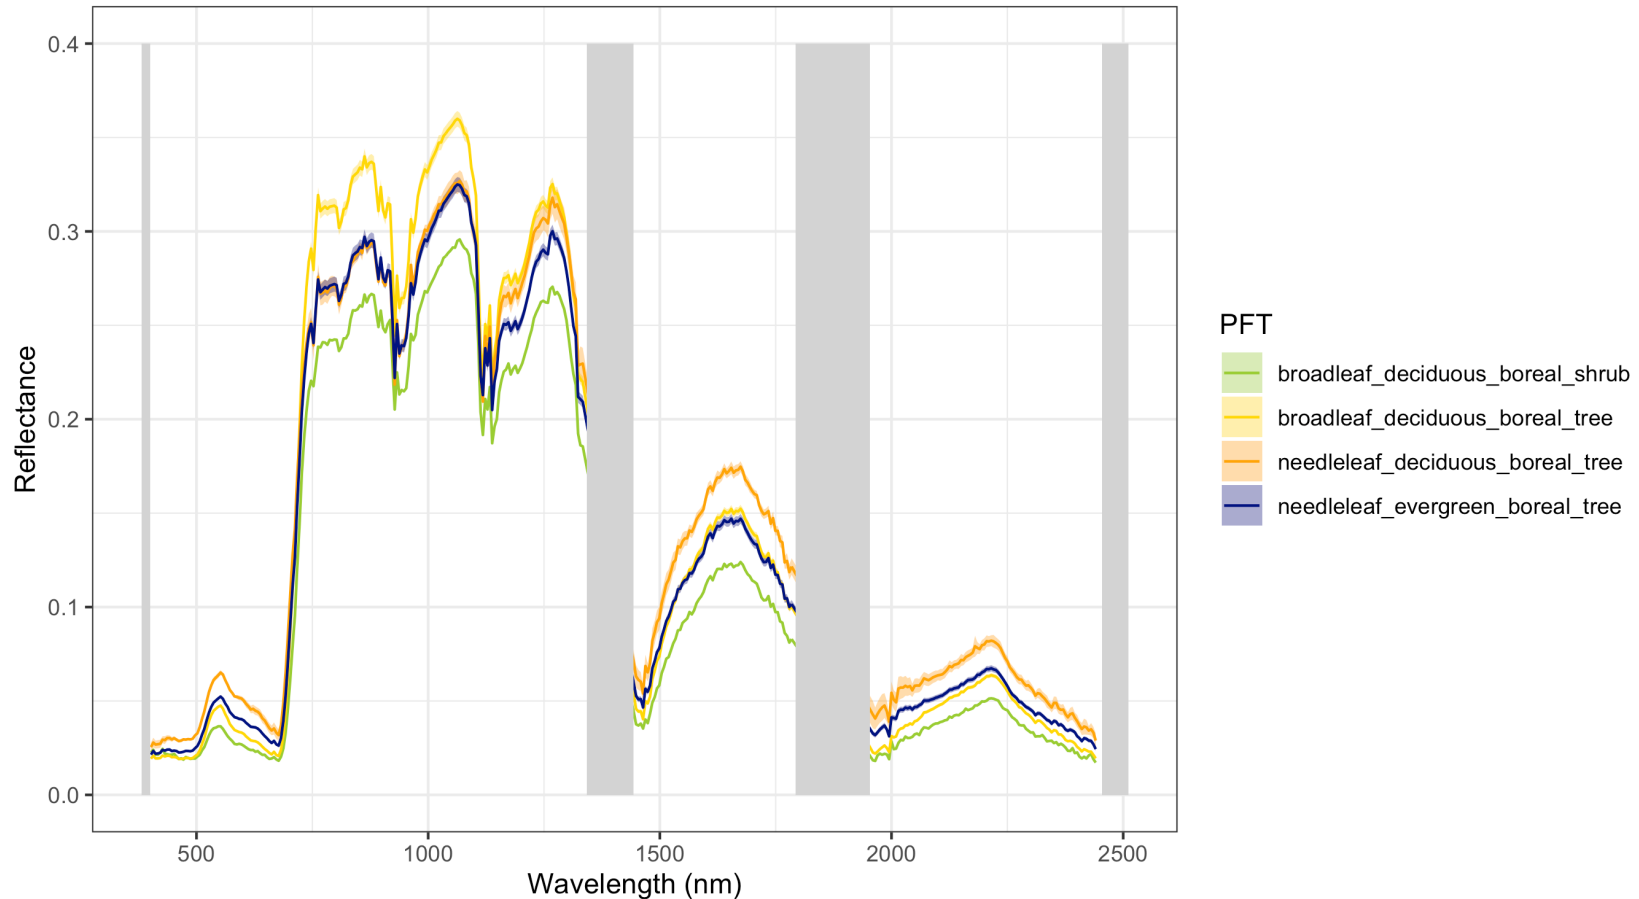 0.4
0.3
0.2
0.1
0.0
Reflectance
500
1000
1500
2000
2500
Wavelength (nm)
PFT
broadleaf_deciduous_boreal_shrub
broadleaf_deciduous_boreal_tree
needleleaf_deciduous_boreal_tree
needleleaf_evergreen_boreal_tree